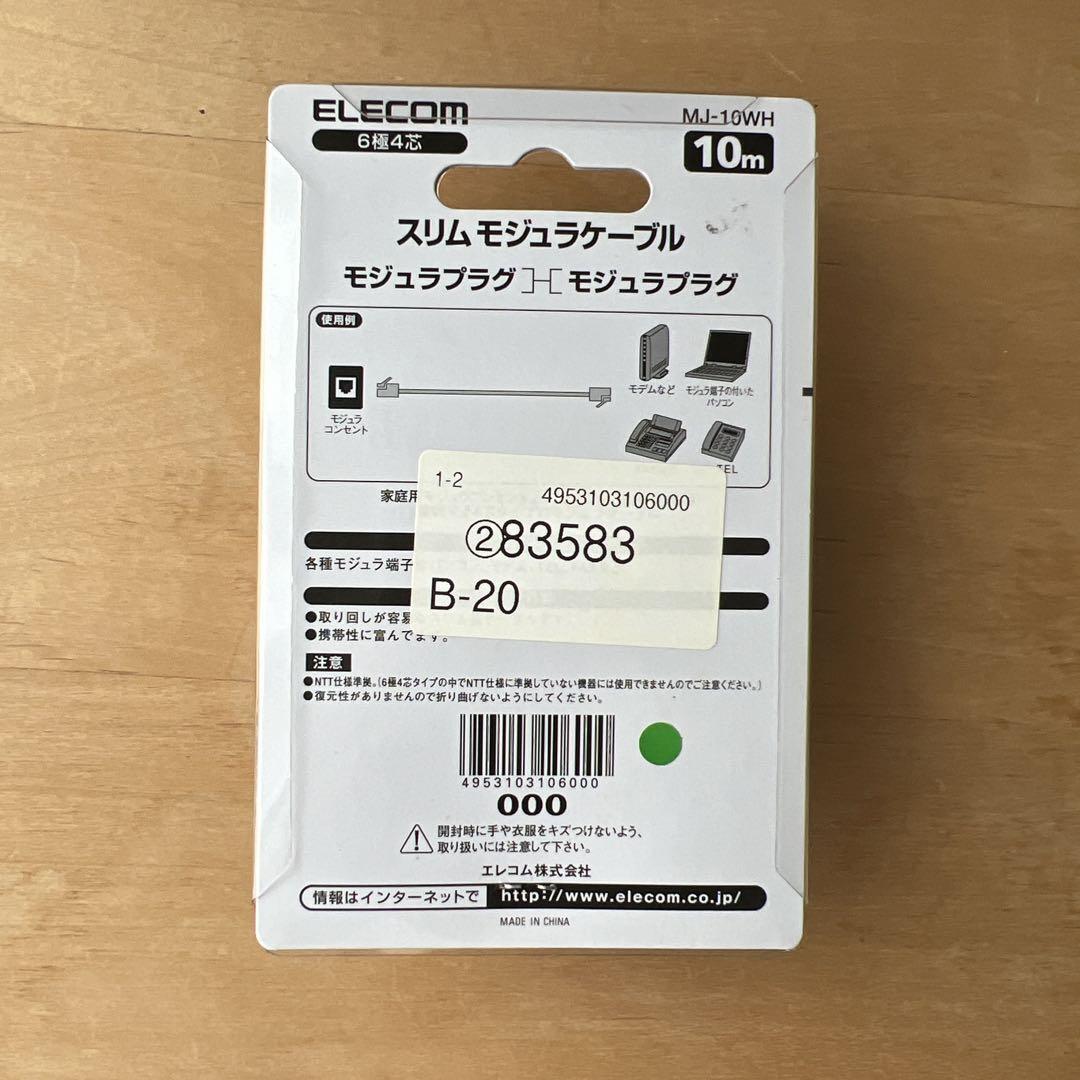 ELECOM
MJ-10WH
6極4芯
10m
スリムモジュラケーブル
モジュラプラグ モジュラプラグ
使用例
モジュラ
コンセント
モデムなど
モジュラ端子の付いた
パソコン
TEL
1-2
4953103106000
②83583
B-20
家庭用
各種モジュラ端子
●取り回しが容易
●携帯性に富んでます。
注意
●NTT仕様準拠。(6極4芯タイプの中でNTT仕様に準拠していない機器には使用できませんのでご注意ください。)
●復元性がありませんので折り曲げないようにしてください。
4953103106000
000
開封時に手や衣服をキズつけないよう、
取り扱いには注意して下さい。
エレコム株式会社
情報はインターネットで http://www.elecom.co.jp/
MADE IN CHINA